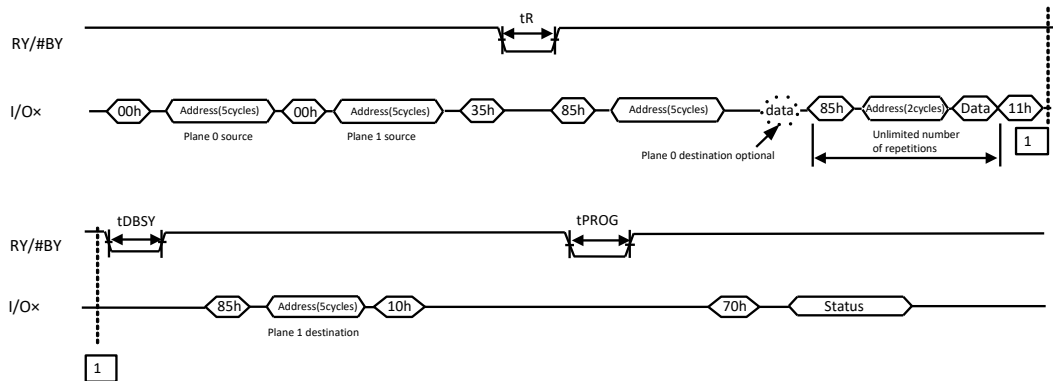 tR
RY/#BY
I/O×
00h
Address(5cycles)
00h
Address(5cycles)
35h
85h
Address(5cycles)
data
85h
Address(2cycles)
Data
11h
Plane 0 source
Plane 1 source
Plane 0 destination optional
Unlimited number
of repetitions
1
tDBSY
tPROG
RY/#BY
I/O×
85h
Address(5cycles)
10h
70h
Status
Plane 1 destination
1